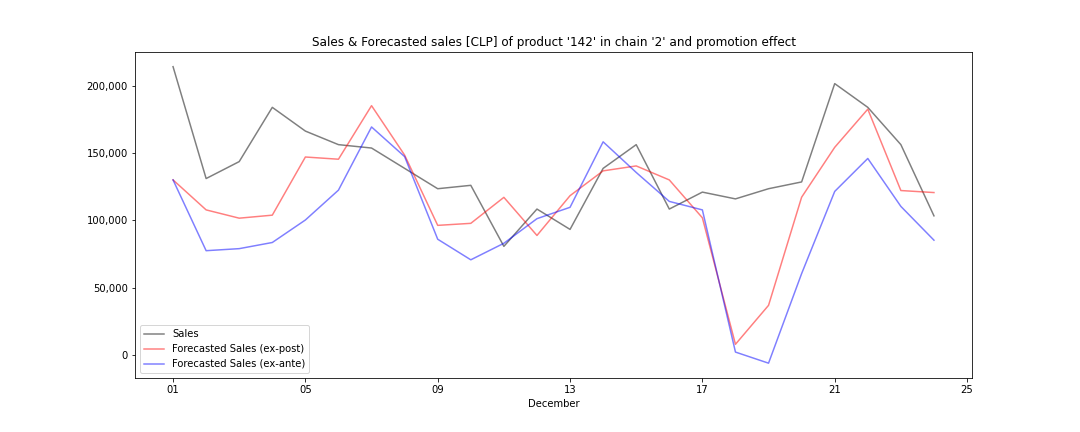 Sales & Forecasted sales [CLP] of product '142' in chain '2' and promotion effect
200,000
150,000
100,000
50,000
0
Sales
Forecasted Sales (ex-post)
Forecasted Sales (ex-ante)
01 05 09 13 17 21 25
December